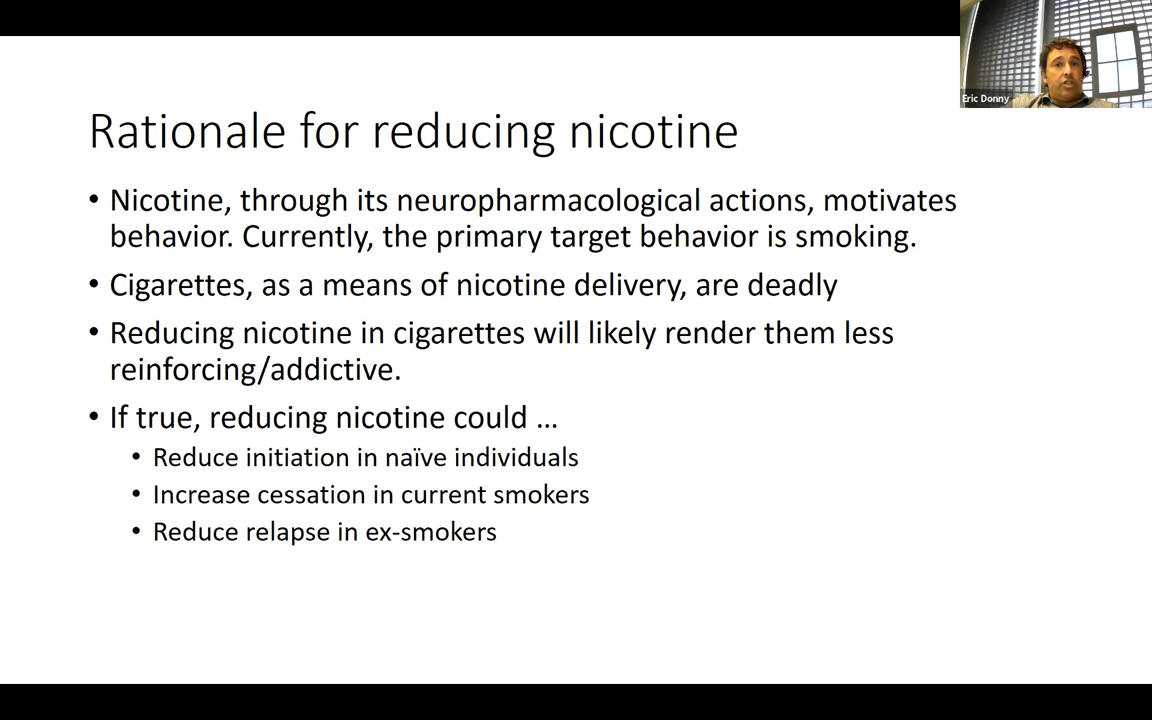 Eric Donny
Rationale for reducing nicotine
• Nicotine, through its neuropharmacological actions, motivates
behavior. Currently, the primary target behavior is smoking.
• Cigarettes, as a means of nicotine delivery, are deadly
• Reducing nicotine in cigarettes will likely render them less
reinforcing/addictive.
• If true, reducing nicotine could ...
• Reduce initiation in naïve individuals
• Increase cessation in current smokers
• Reduce relapse in ex-smokers